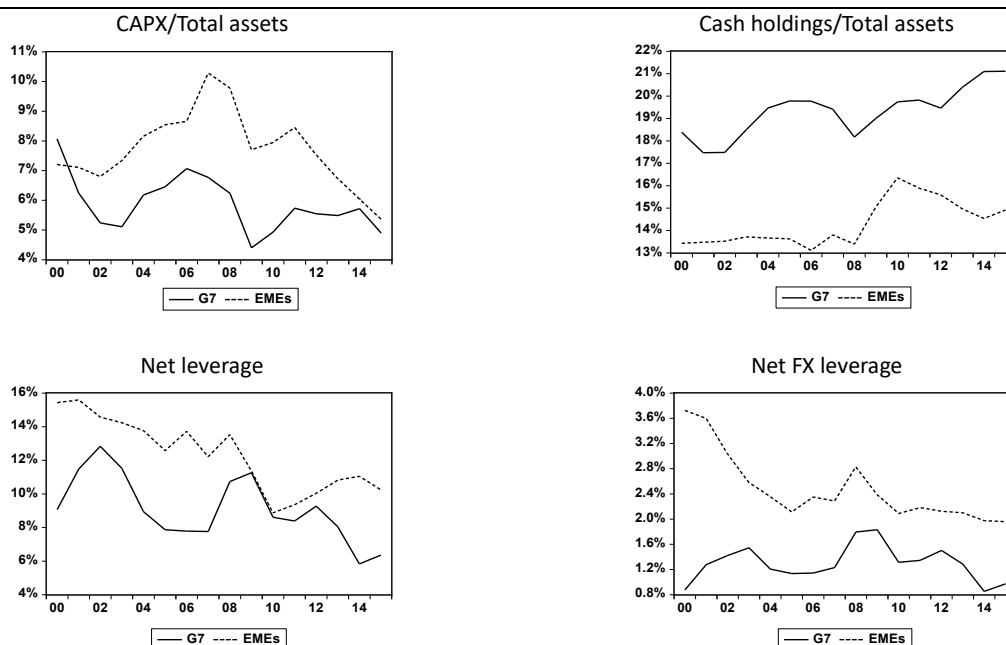 CAPX/Total assets
11%
10%
9%
8%
7%
6%
5%
4%
00 02 04 06 08 10 12 14
G7 EMEs
Cash holdings/Total assets
22%
21%
20%
19%
18%
17%
16%
15%
14%
13%
00 02 04 06 08 10 12 14
G7 EMEs
Net leverage
16%
14%
12%
10%
8%
6%
4%
00 02 04 06 08 10 12 14
G7 EMEs
Net FX leverage
4.0%
3.6%
3.2%
2.8%
2.4%
2.0%
1.6%
1.2%
0.8%
00 02 04 06 08 10 12 14
G7 EMEs